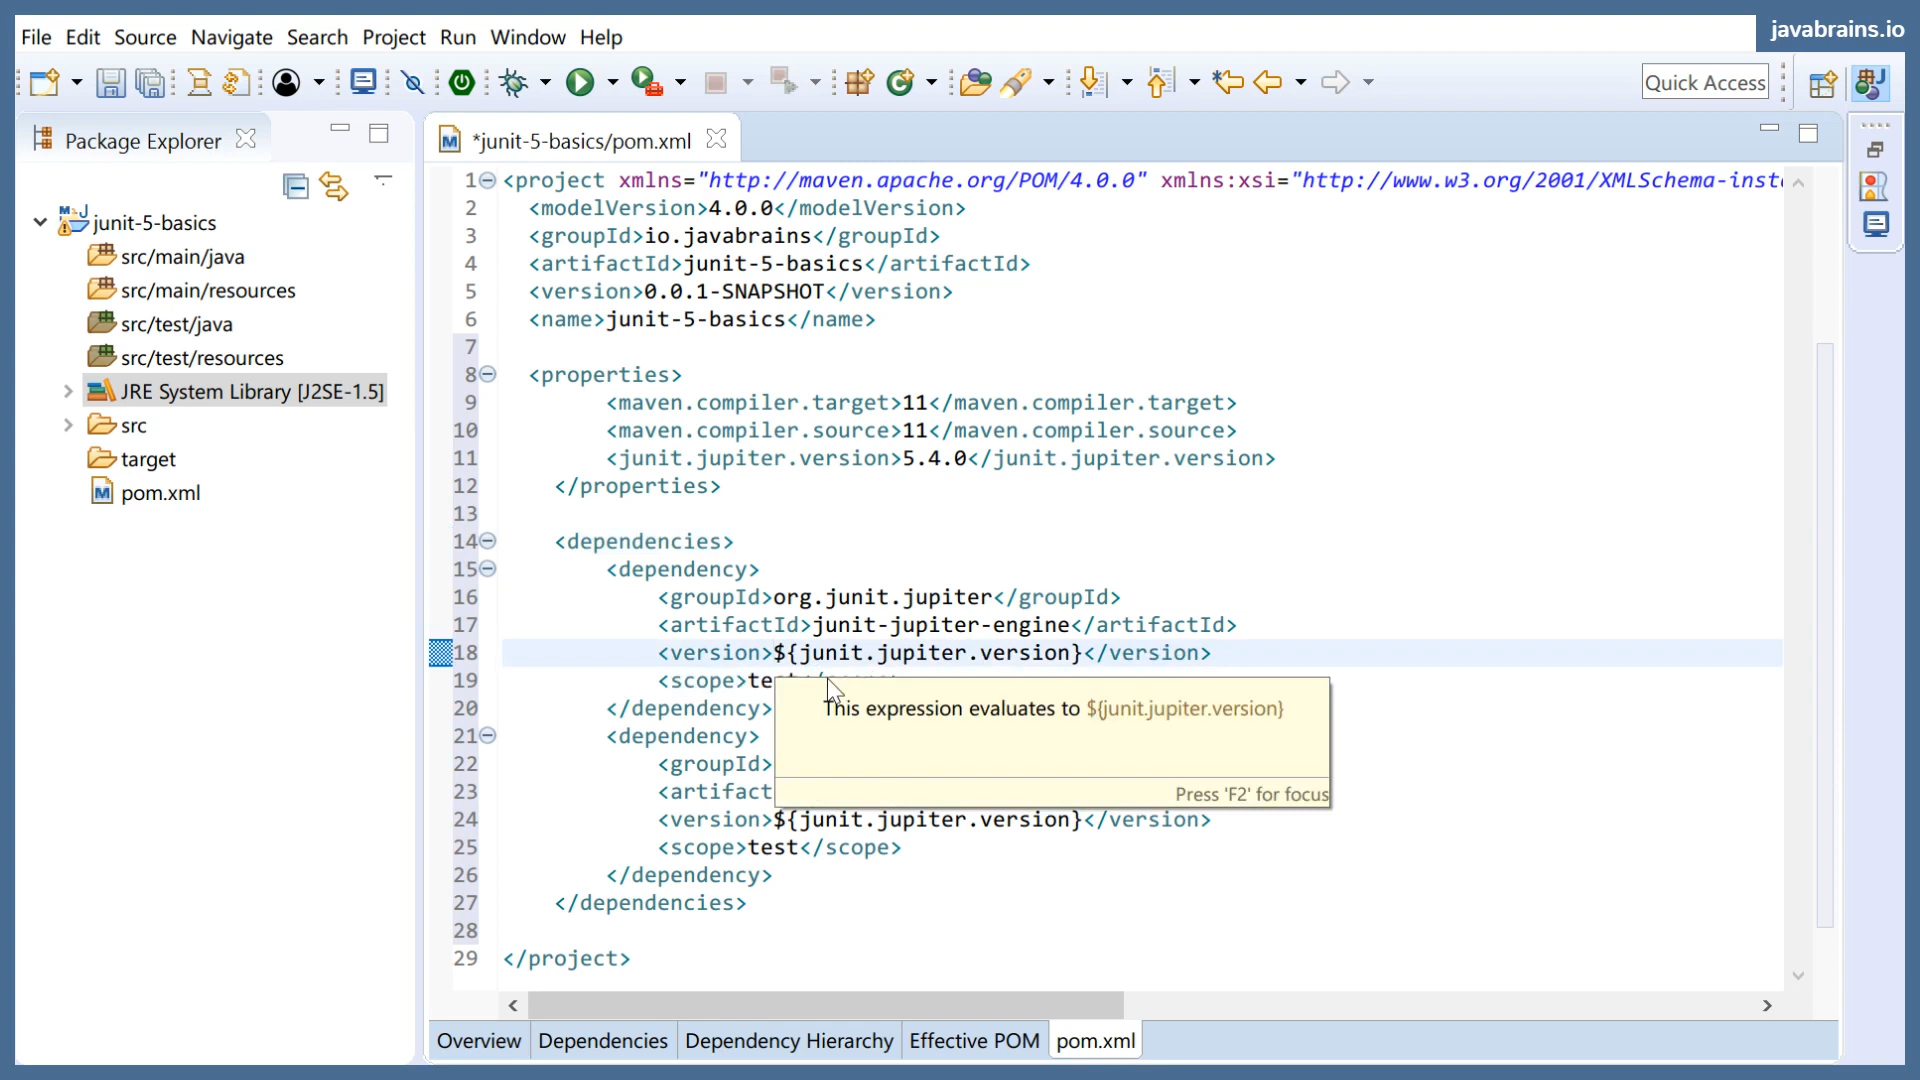 File Edit Source Navigate Search Project Run Window Help
javabrains.io
Quick Access
Package Explorer
junit-5-basics
src/main/java
src/main/resources
src/test/java
src/test/resources
JRE System Library [J2SE-1.5]
src
target
pom.xml
*junit-5-basics/pom.xml
1 <project xmlns="http://maven.apache.org/POM/4.0.0" xmlns:xsi="http://www.w3.org/2001/XMLSchema-inst
2 <modelVersion>4.0.0</modelVersion>
3 <groupId>io.javabrains</groupId>
4 <artifactId>junit-5-basics</artifactId>
5 <version>0.0.1-SNAPSHOT</version>
6 <name>junit-5-basics</name>
7
8 <properties>
9 <maven.compiler.target>11</maven.compiler.target>
10 <maven.compiler.source>11</maven.compiler.source>
11 <junit.jupiter.version>5.4.0</junit.jupiter.version>
12 </properties>
13
14 <dependencies>
15 <dependency>
16 <groupId>org.junit.jupiter</groupId>
17 <artifactId>junit-jupiter-engine</artifactId>
18 <version>${junit.jupiter.version}</version>
19 <scope>te
This expression evaluates to ${junit.jupiter.version}
Press 'F2' for focus
20 </dependency>
21 <dependency>
22 <groupId>
23 <artifact
24 <version>${junit.jupiter.version}</version>
25 <scope>test</scope>
26 </dependency>
27 </dependencies>
28
29 </project>
Overview Dependencies Dependency Hierarchy Effective POM pom.xml